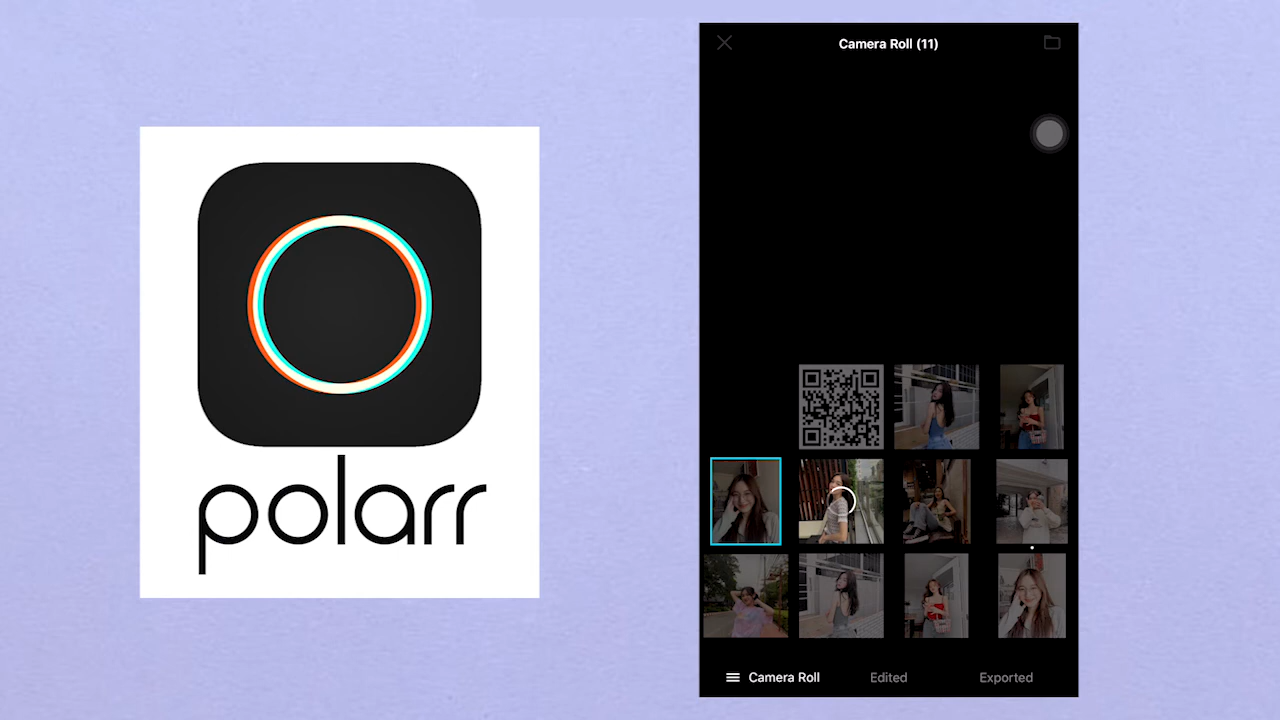 polarr
Camera Roll (11)
Camera Roll
Edited
Exported